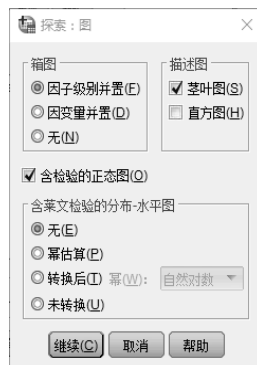 探索：图
箱图
因子级别并置(F)
因变量并置(D)
无(N)
描述图
茎叶图(S)
直方图(H)
含检验的正态图(O)
含莱文检验的分布-水平图
无(E)
幂估算(P)
转换后(T) 幂(W): 自然对数
未转换(U)
继续(C) 取消 帮助